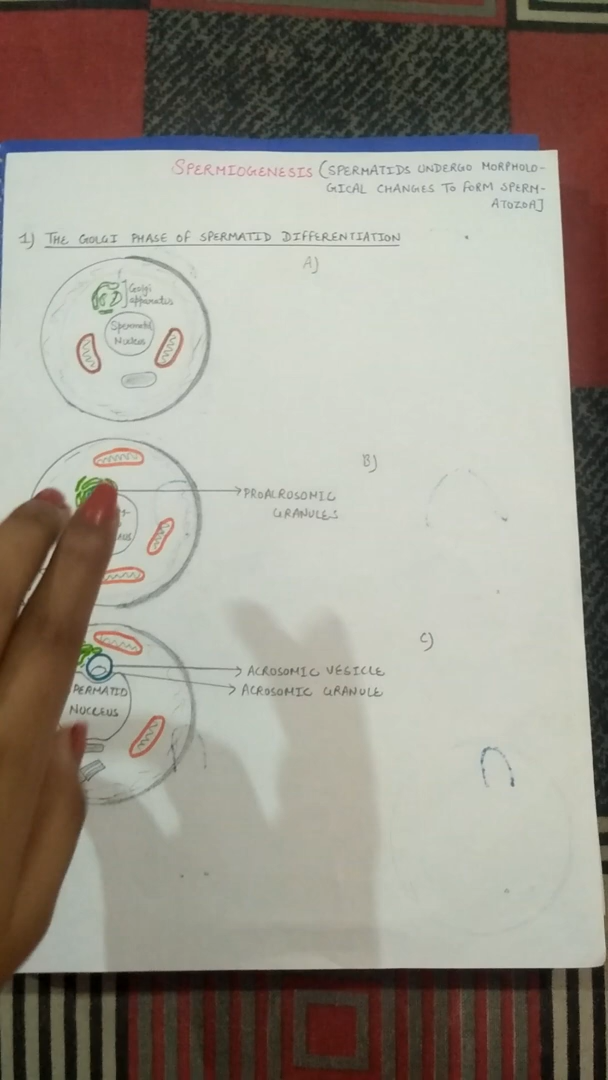 SPERMIOGENESIS (SPERMATIDS UNDERGO MORPHOLO-
GICAL CHANGES TO FORM SPERM-
ATOZOA]
1) THE GOLGI PHASE OF SPERMATID DIFFERENTIATION
A)
Golgi
apparatus
Spermatid
Nucleus
B)
PROACROSOMIC
GRANULES
C)
ACROSOMIC VESICLE
ACROSOMIC GRANULE
PERMATID
NUCLEUS